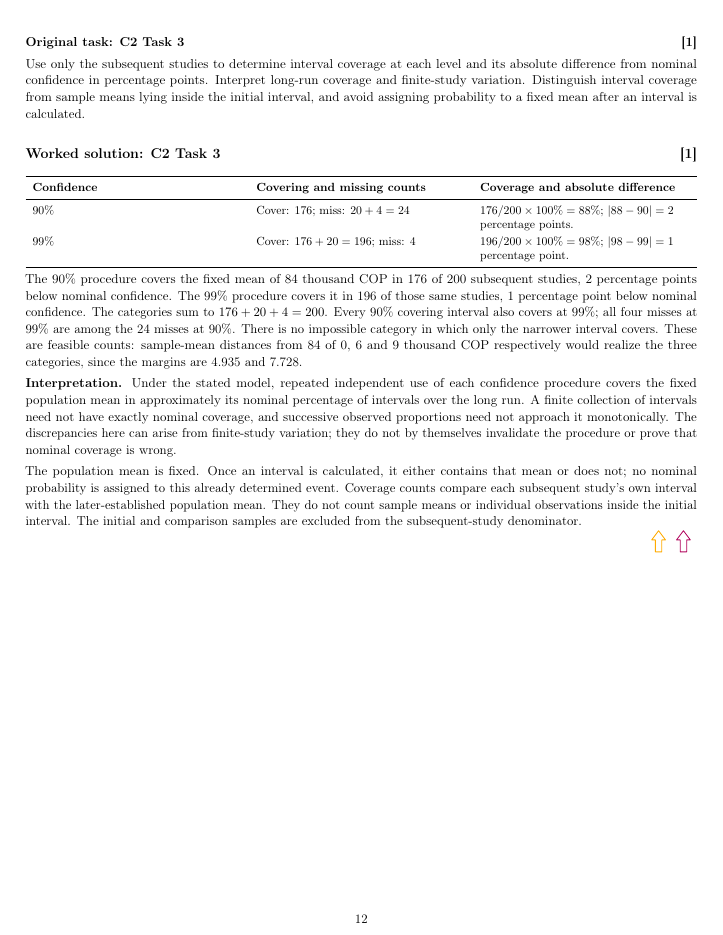 Original task: C2 Task 3 [1]
Use only the subsequent studies to determine interval coverage at each level and its absolute difference from nominal
confidence in percentage points. Interpret long-run coverage and finite-study variation. Distinguish interval coverage
from sample means lying inside the initial interval, and avoid assigning probability to a fixed mean after an interval is
calculated.
Worked solution: C2 Task 3 [1]
Confidence Covering and missing counts Coverage and absolute difference
90% Cover: 176; miss: 20 + 4 = 24 176/200 × 100% = 88%; |88 − 90| = 2
percentage points.
99% Cover: 176 + 20 = 196; miss: 4 196/200 × 100% = 98%; |98 − 99| = 1
percentage point.
The 90% procedure covers the fixed mean of 84 thousand COP in 176 of 200 subsequent studies, 2 percentage points
below nominal confidence. The 99% procedure covers it in 196 of those same studies, 1 percentage point below nominal
confidence. The categories sum to 176 + 20 + 4 = 200. Every 90% covering interval also covers at 99%; all four misses at
99% are among the 24 misses at 90%. There is no impossible category in which only the narrower interval covers. These
are feasible counts: sample-mean distances from 84 of 0, 6 and 9 thousand COP respectively would realize the three
categories, since the margins are 4.935 and 7.728.
Interpretation. Under the stated model, repeated independent use of each confidence procedure covers the fixed
population mean in approximately its nominal percentage of intervals over the long run. A finite collection of intervals
need not have exactly nominal coverage, and successive observed proportions need not approach it monotonically. The
discrepancies here can arise from finite-study variation; they do not by themselves invalidate the procedure or prove that
nominal coverage is wrong.
The population mean is fixed. Once an interval is calculated, it either contains that mean or does not; no nominal
probability is assigned to this already determined event. Coverage counts compare each subsequent study's own interval
with the later-established population mean. They do not count sample means or individual observations inside the initial
interval. The initial and comparison samples are excluded from the subsequent-study denominator.
12